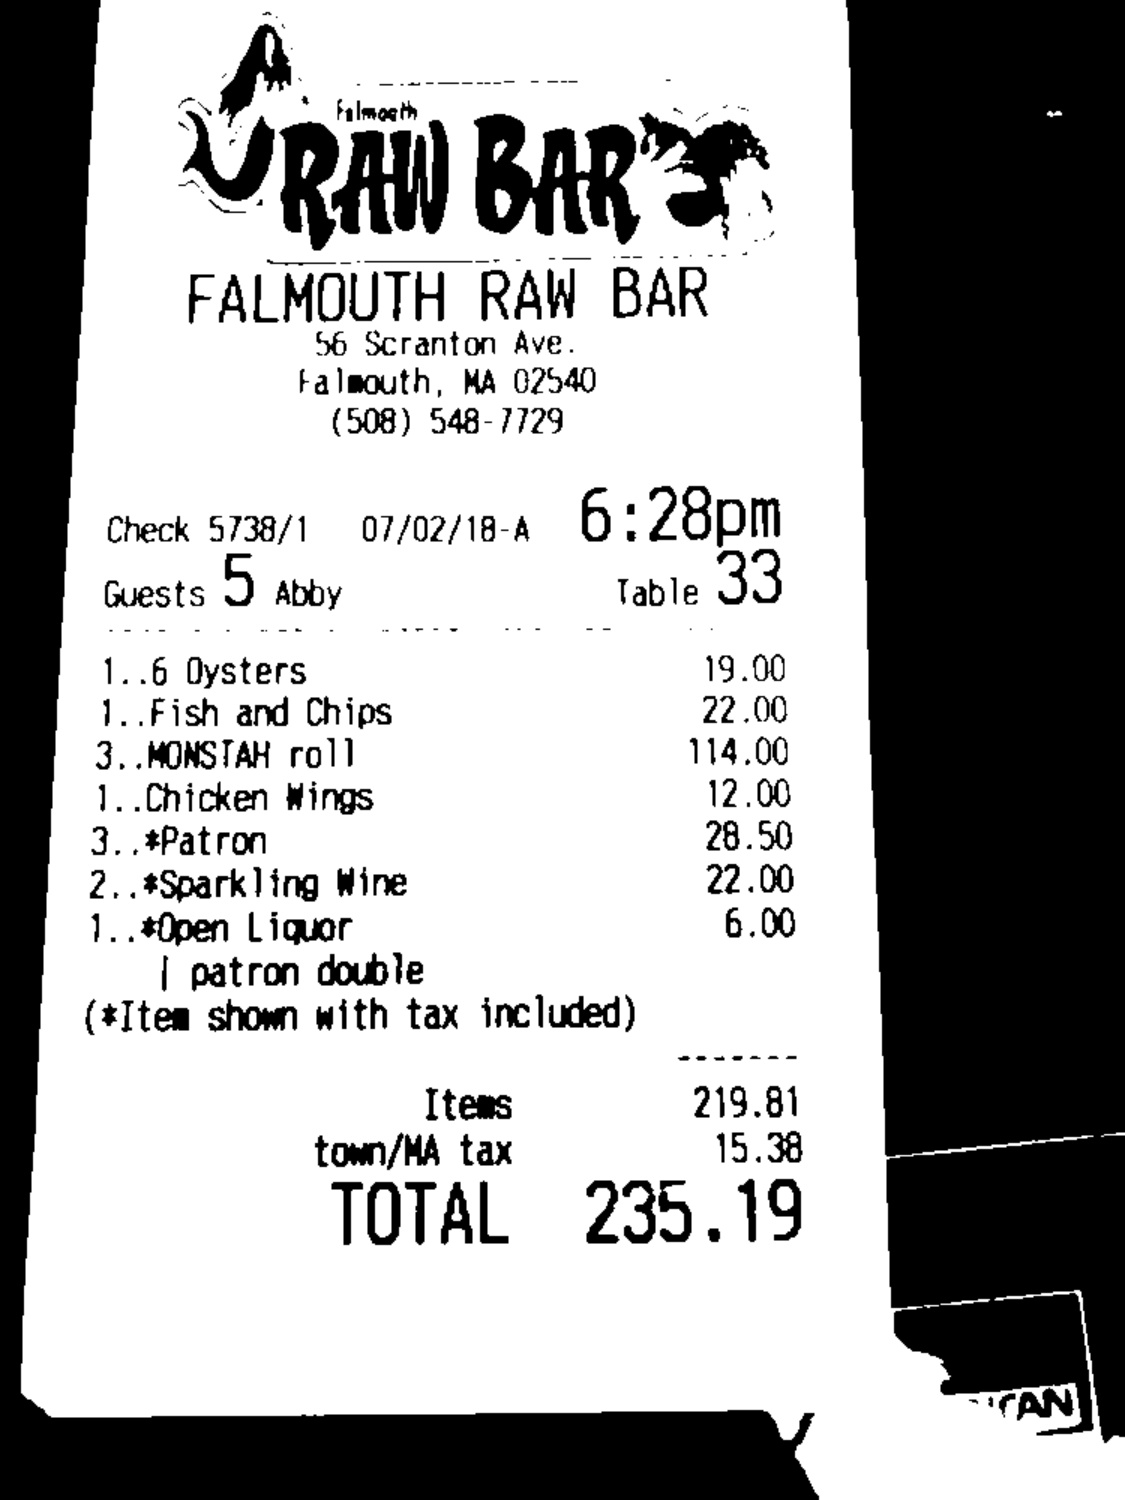 Falmouth
RAW BAR
FALMOUTH RAW BAR
56 Scranton Ave.
Falmouth, MA 02540
(508) 548-7729
Check 5738/1 07/02/18-A 6:28pm
Guests 5 Abby Table 33
1..6 Oysters 19.00
1..Fish and Chips 22.00
3..MONSTAH roll 114.00
1..Chicken Wings 12.00
3..*Patron 28.50
2..*Sparkling Wine 22.00
1..*Open Liquor 6.00
| patron double
(*Item shown with tax included)
-------
Items 219.81
town/MA tax 15.38
TOTAL 235.19